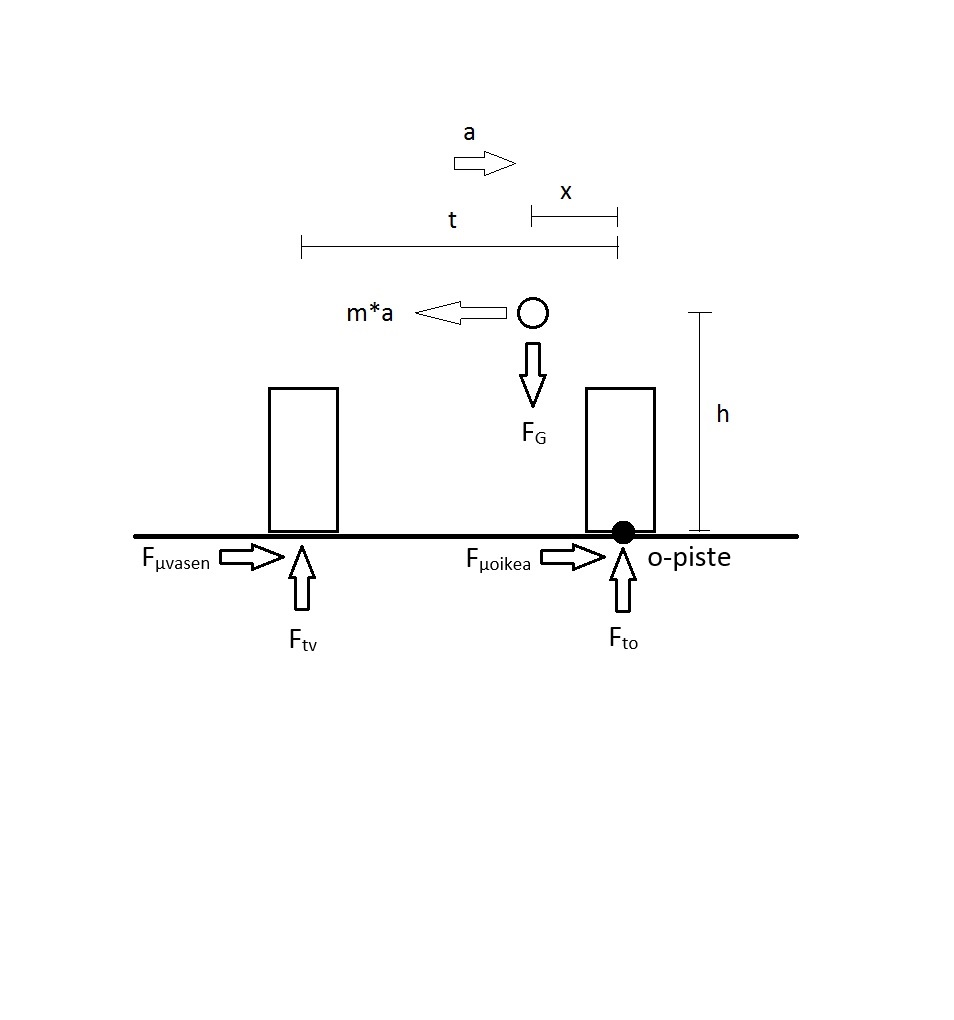 a
x
t
m*a
F_G
h
F_μvasen
F_μoikea
o-piste
F_tv
F_to